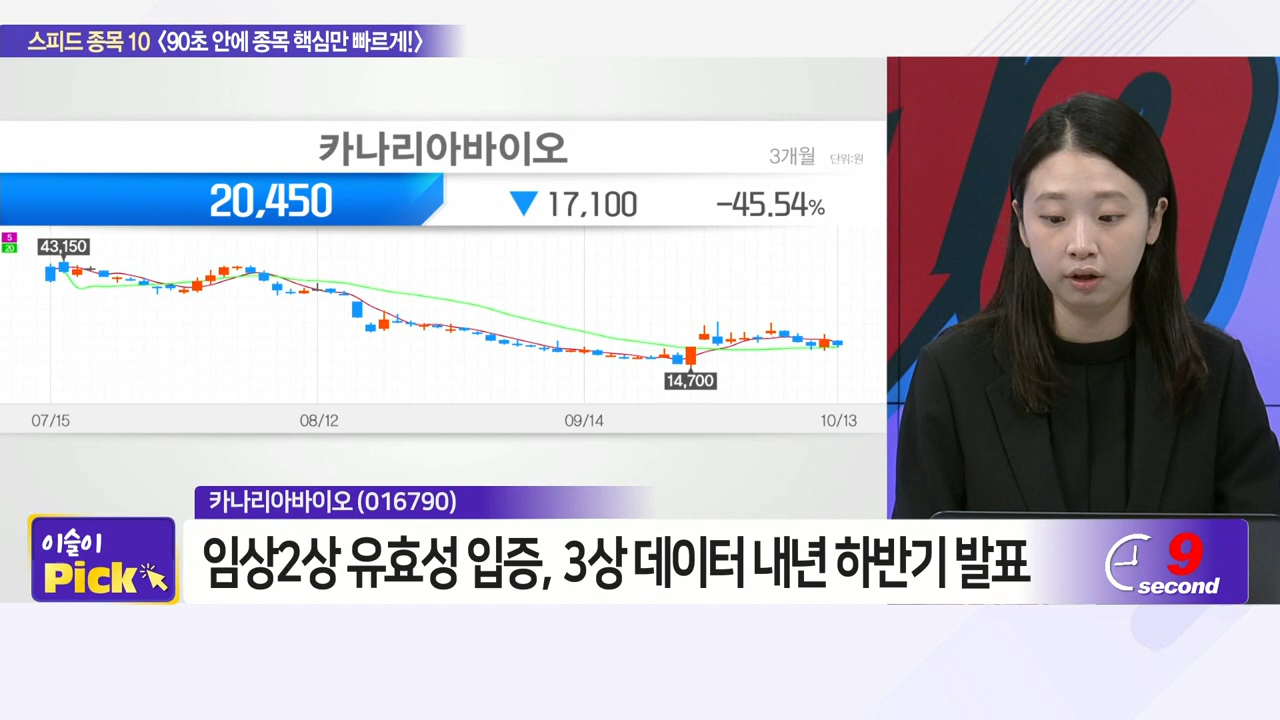 스피드 종목 10 〈90초 안에 종목 핵심만 빠르게!〉
카나리아바이오
3개월 단위:원
20,450 ▼ 17,100 -45.54%
5
20
43,150
14,700
07/15 08/12 09/14 10/13
카나리아바이오 (016790)
이슬이
Pick
임상2상 유효성 입증, 3상 데이터 내년 하반기 발표
9
second